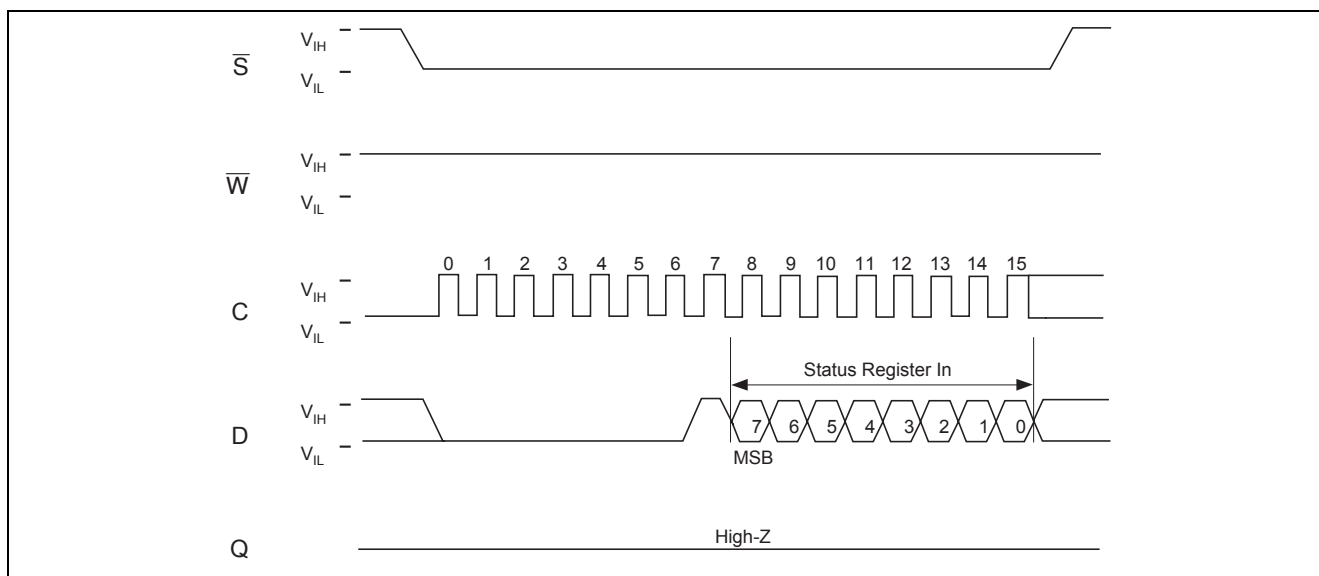 V_IH
S̅
V_IL
V_IH
W̅
V_IL
0 1 2 3 4 5 6 7 8 9 10 11 12 13 14 15
V_IH
C
V_IL
Status Register In
V_IH
D
7 6 5 4 3 2 1 0
V_IL
MSB
High-Z
Q